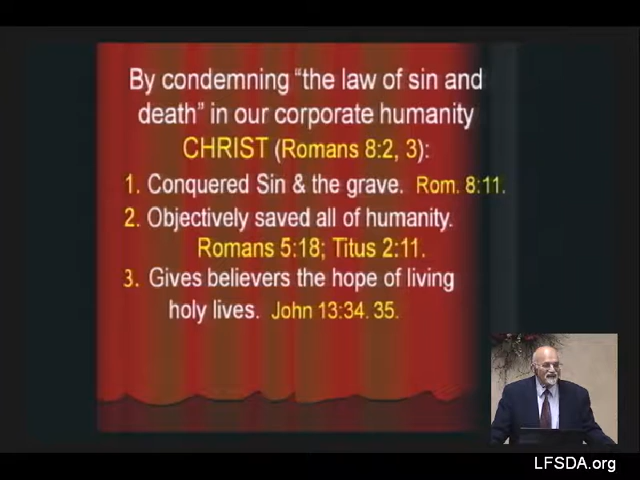 By condemning “the law of sin and
death” in our corporate humanity
CHRIST (Romans 8:2, 3):
1. Conquered Sin & the grave. Rom. 8:11.
2. Objectively saved all of humanity.
Romans 5:18; Titus 2:11.
3. Gives believers the hope of living
holy lives. John 13:34. 35.
LFSDA.org